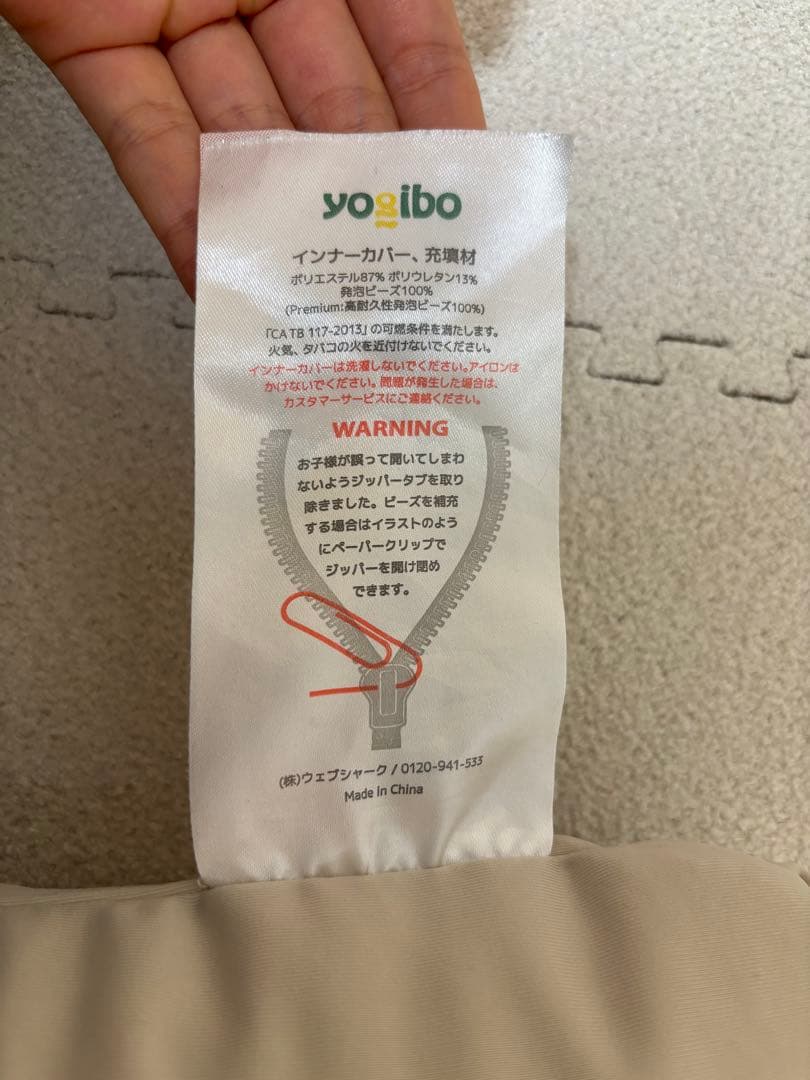 yogibo
インナーカバー、充填材
ポリエステル87% ポリウレタン13%
発泡ビーズ100%
(Premium:高耐久性発泡ビーズ100%)
「CA TB 117-2013」の可燃条件を満たします。
火気、タバコの火を近付けないでください。
インナーカバーは洗濯しないでください。アイロンは
かけないでください。問題が発生した場合は、
カスタマーサービスにご連絡ください。
WARNING
お子様が誤って開いてしまわ
ないようジッパータブを取り
除きました。ビーズを補充
する場合はイラストのよう
にペーパークリップで
ジッパーを開け閉め
できます。
(株)ウェブシャーク / 0120-941-533
Made in China